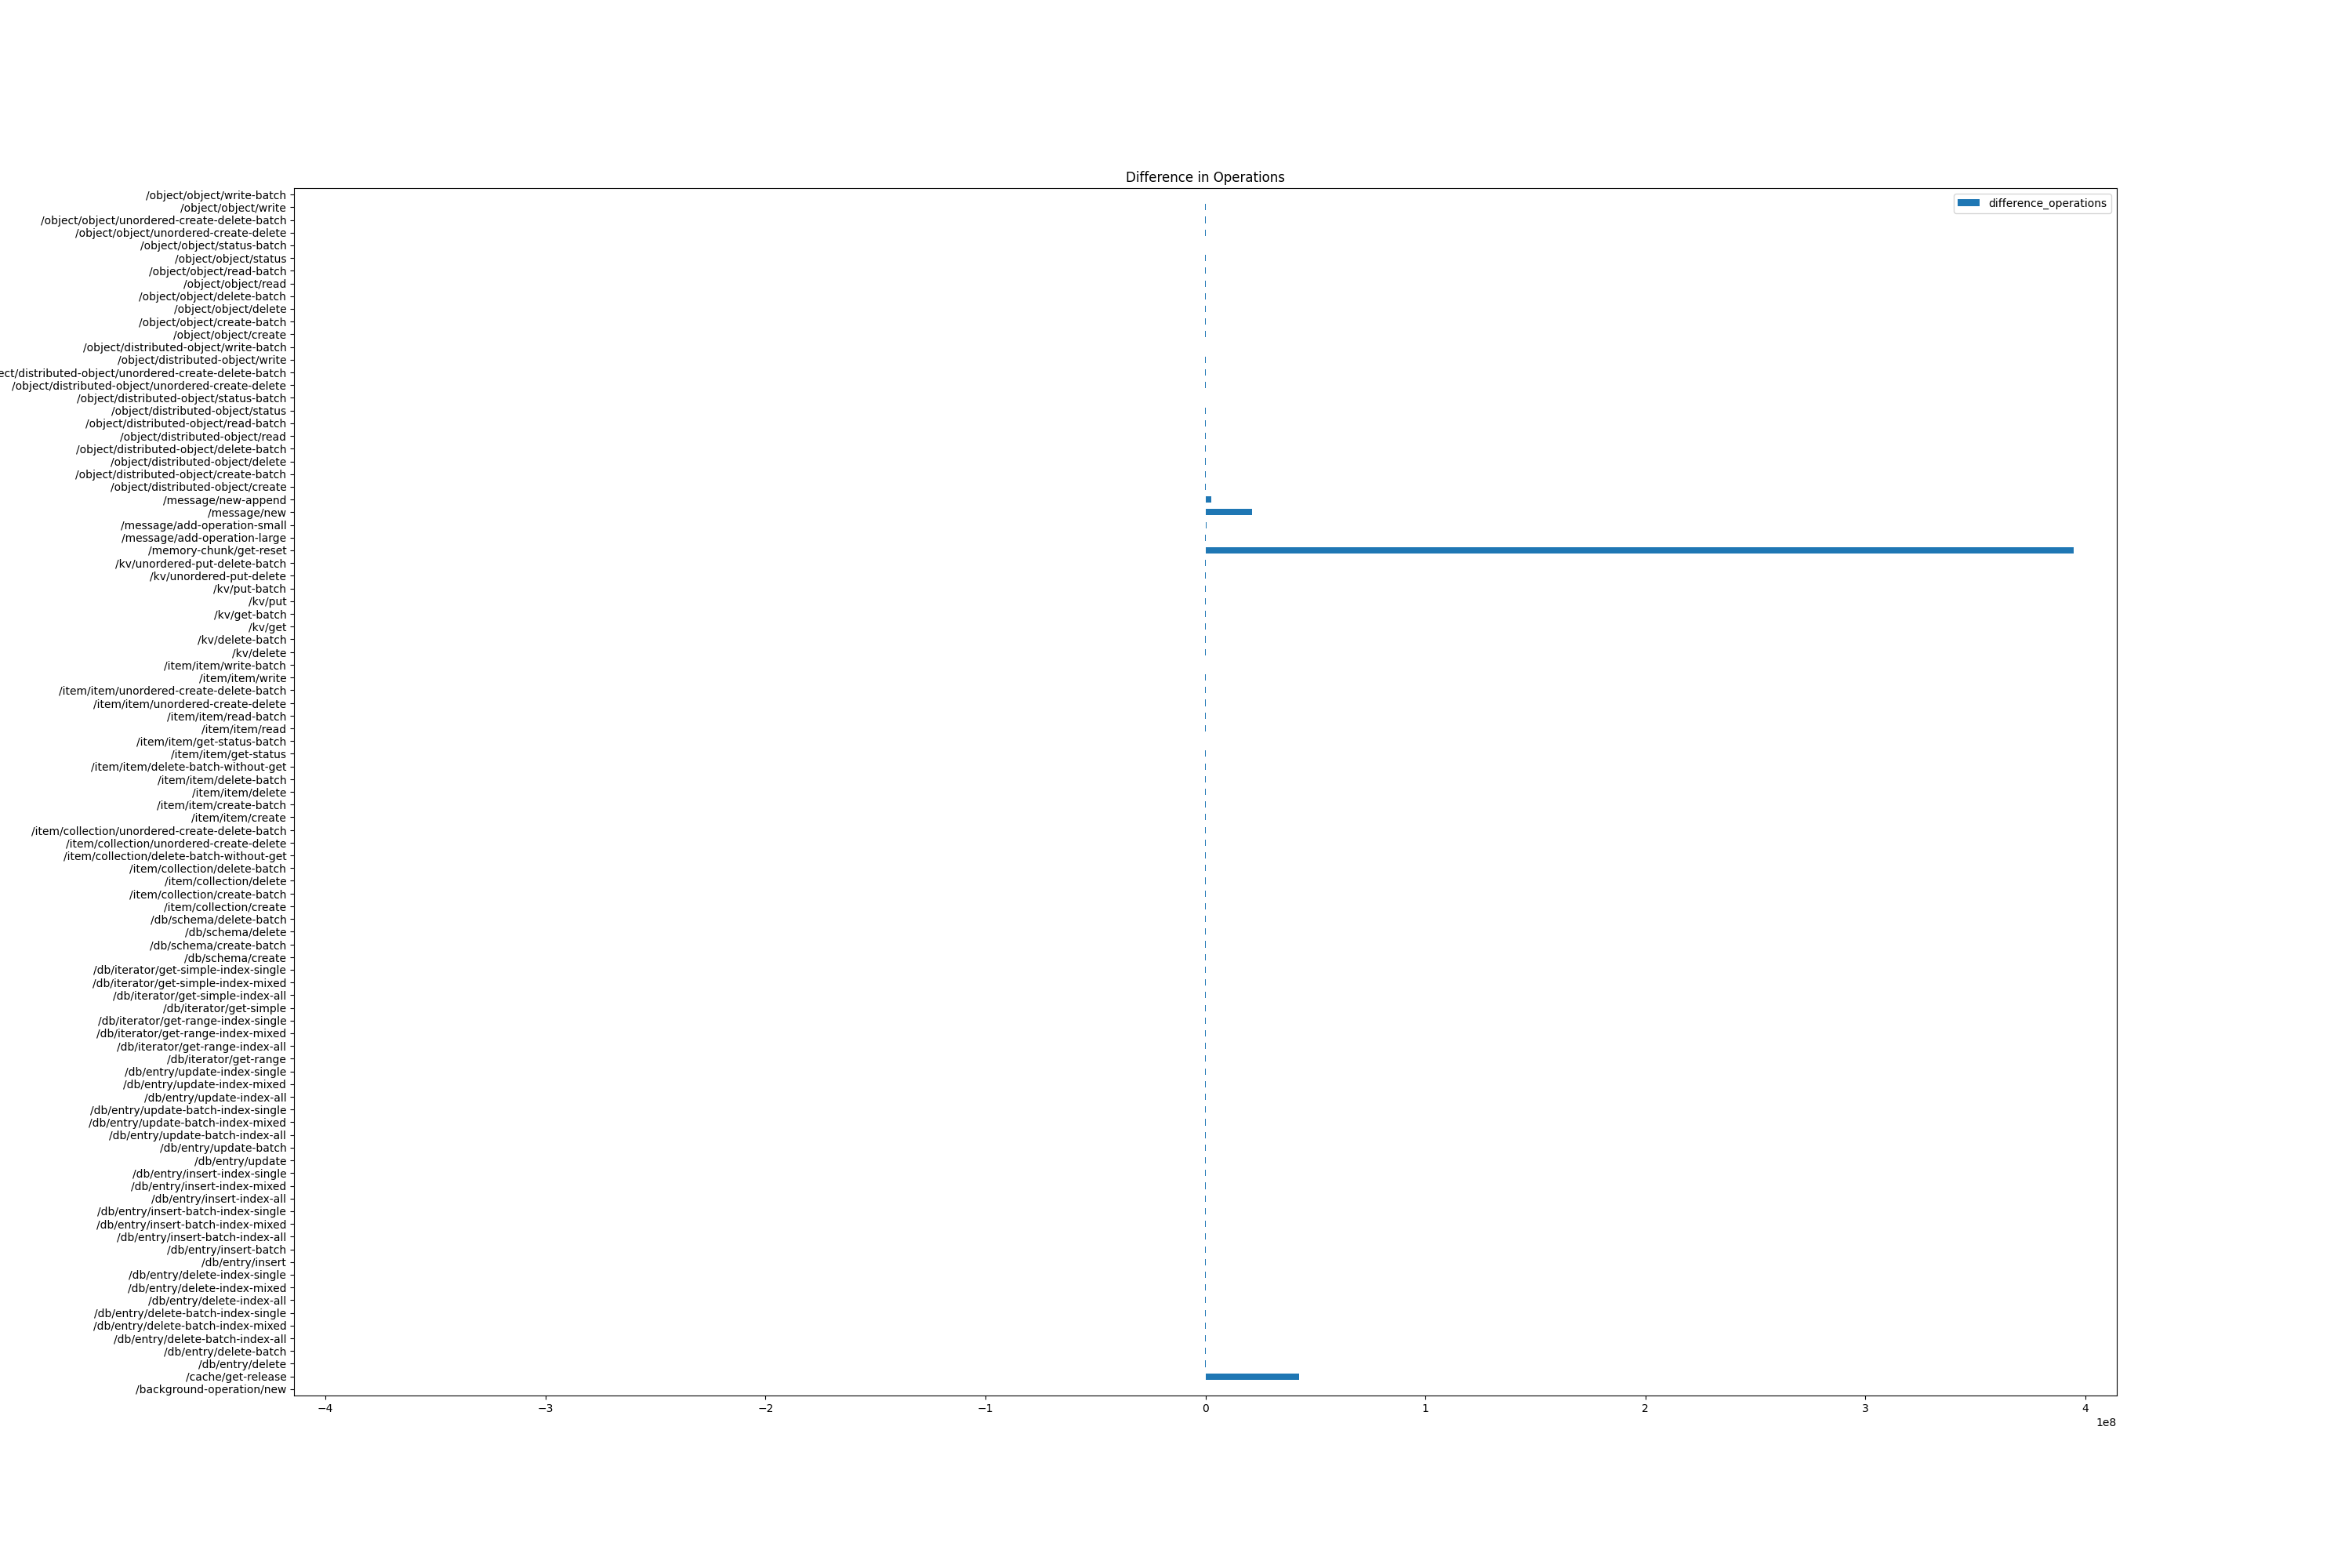 Difference in Operations
difference_operations
/object/object/write-batch
/object/object/write
/object/object/unordered-create-delete-batch
/object/object/unordered-create-delete
/object/object/status-batch
/object/object/status
/object/object/read-batch
/object/object/read
/object/object/delete-batch
/object/object/delete
/object/object/create-batch
/object/object/create
/object/distributed-object/write-batch
/object/distributed-object/write
ect/distributed-object/unordered-create-delete-batch
/object/distributed-object/unordered-create-delete
/object/distributed-object/status-batch
/object/distributed-object/status
/object/distributed-object/read-batch
/object/distributed-object/read
/object/distributed-object/delete-batch
/object/distributed-object/delete
/object/distributed-object/create-batch
/object/distributed-object/create
/message/new-append
/message/new
/message/add-operation-small
/message/add-operation-large
/memory-chunk/get-reset
/kv/unordered-put-delete-batch
/kv/unordered-put-delete
/kv/put-batch
/kv/put
/kv/get-batch
/kv/get
/kv/delete-batch
/kv/delete
/item/item/write-batch
/item/item/write
/item/item/unordered-create-delete-batch
/item/item/unordered-create-delete
/item/item/read-batch
/item/item/read
/item/item/get-status-batch
/item/item/get-status
/item/item/delete-batch-without-get
/item/item/delete-batch
/item/item/delete
/item/item/create-batch
/item/item/create
/item/collection/unordered-create-delete-batch
/item/collection/unordered-create-delete
/item/collection/delete-batch-without-get
/item/collection/delete-batch
/item/collection/delete
/item/collection/create-batch
/item/collection/create
/db/schema/delete-batch
/db/schema/delete
/db/schema/create-batch
/db/schema/create
/db/iterator/get-simple-index-single
/db/iterator/get-simple-index-mixed
/db/iterator/get-simple-index-all
/db/iterator/get-simple
/db/iterator/get-range-index-single
/db/iterator/get-range-index-mixed
/db/iterator/get-range-index-all
/db/iterator/get-range
/db/entry/update-index-single
/db/entry/update-index-mixed
/db/entry/update-index-all
/db/entry/update-batch-index-single
/db/entry/update-batch-index-mixed
/db/entry/update-batch-index-all
/db/entry/update-batch
/db/entry/update
/db/entry/insert-index-single
/db/entry/insert-index-mixed
/db/entry/insert-index-all
/db/entry/insert-batch-index-single
/db/entry/insert-batch-index-mixed
/db/entry/insert-batch-index-all
/db/entry/insert-batch
/db/entry/insert
/db/entry/delete-index-single
/db/entry/delete-index-mixed
/db/entry/delete-index-all
/db/entry/delete-batch-index-single
/db/entry/delete-batch-index-mixed
/db/entry/delete-batch-index-all
/db/entry/delete-batch
/db/entry/delete
/cache/get-release
/background-operation/new
−4 −3 −2 −1 0 1 2 3 4
1e8